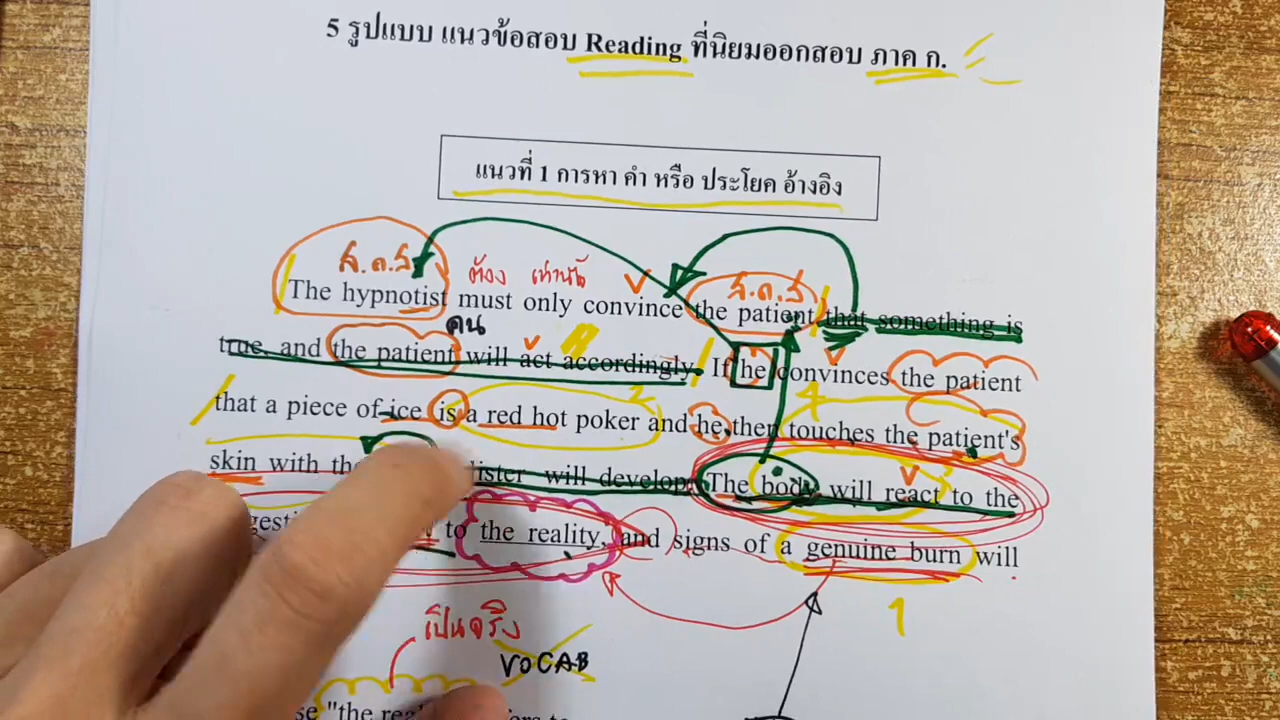 5 รูปแบบ แนวข้อสอบ Reading ที่นิยมออกสอบ ภาค ก.
แนวที่ 1 การหา คำ หรือ ประโยค อ้างอิง
ส.ค.ส ต้อง เท่านั้น ส.ค.ส
The hypnotist must only convince the patient that something is
คน
true, and the patient will act accordingly. If he convinces the patient
2 4
that a piece of ice is a red hot poker and he then touches the patient's
skin with blister will develop. The body will react to the
to the reality, and signs of a genuine burn will
1
เป็นจริง
VOCAB
"the